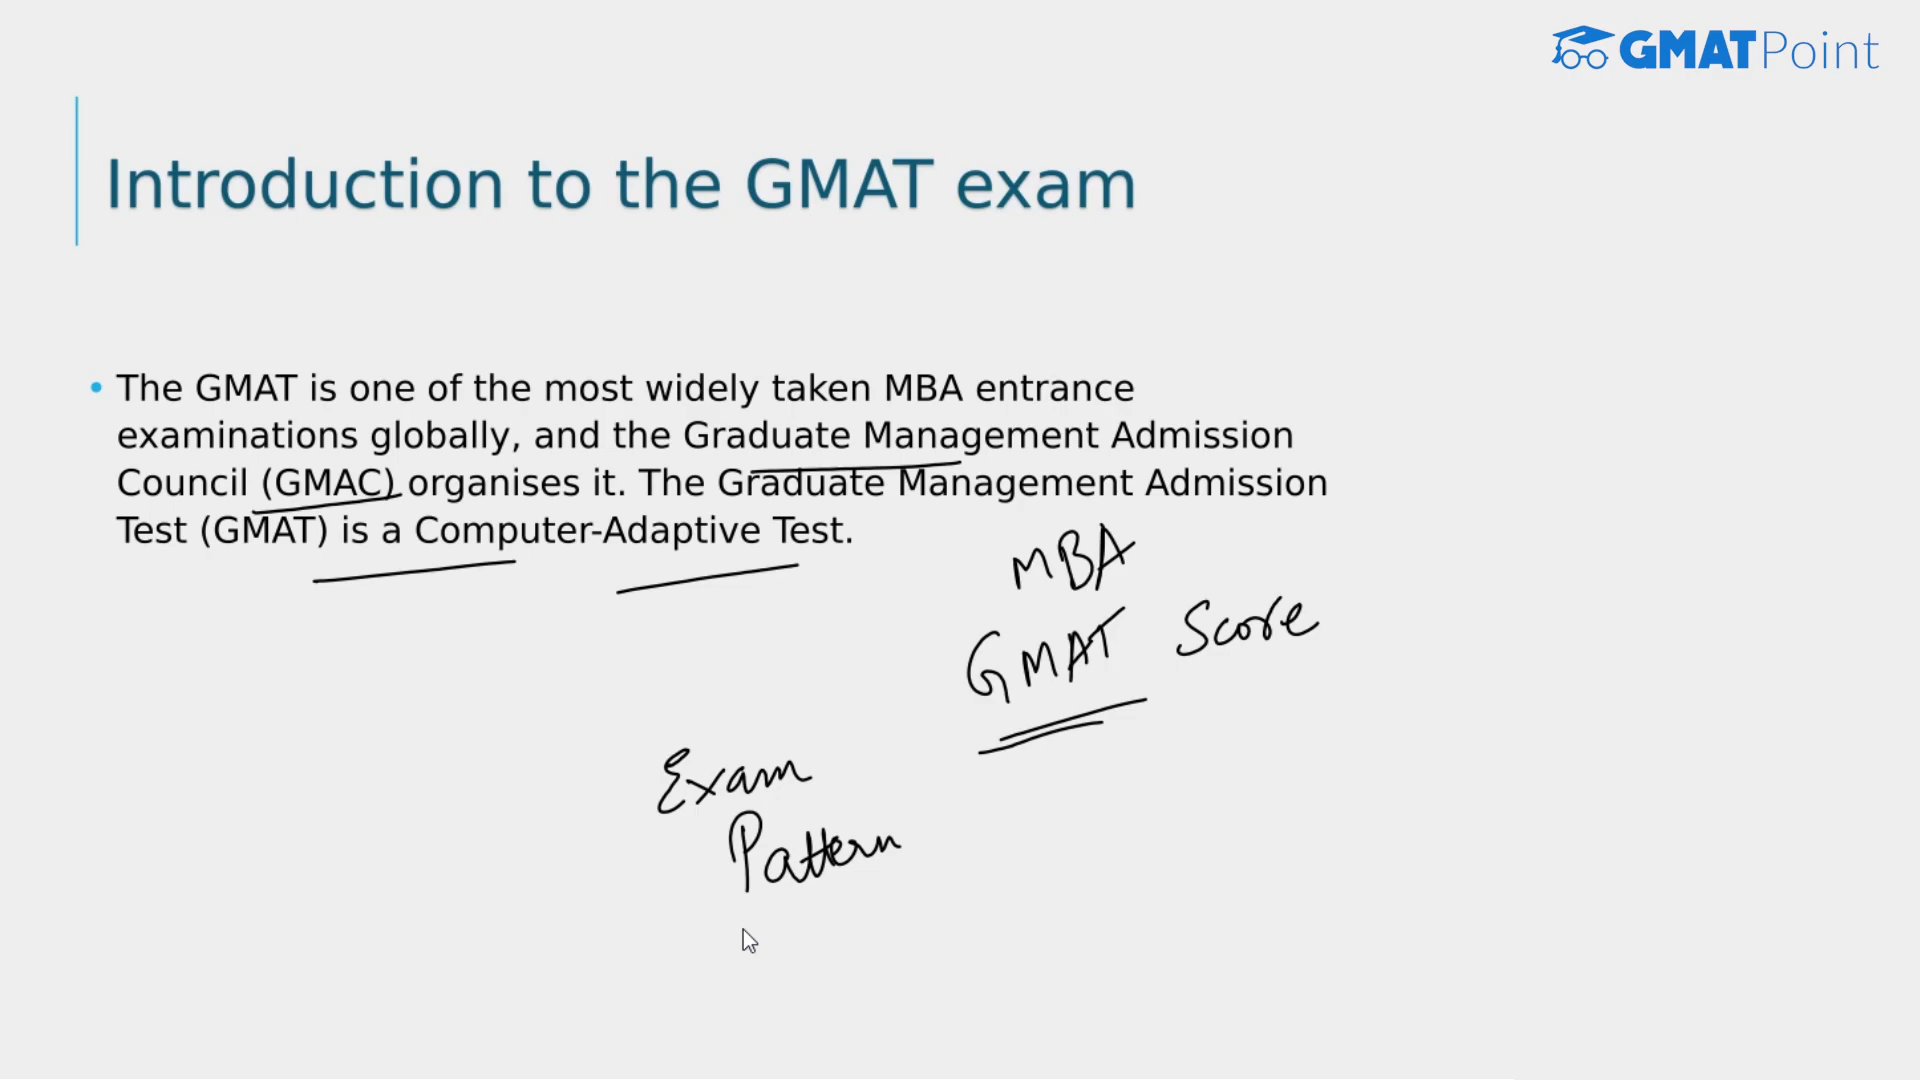 GMATPoint
Introduction to the GMAT exam
• The GMAT is one of the most widely taken MBA entrance
examinations globally, and the Graduate Management Admission
Council (GMAC) organises it. The Graduate Management Admission
Test (GMAT) is a Computer-Adaptive Test.
MBA
GMAT Score
Exam
Pattern